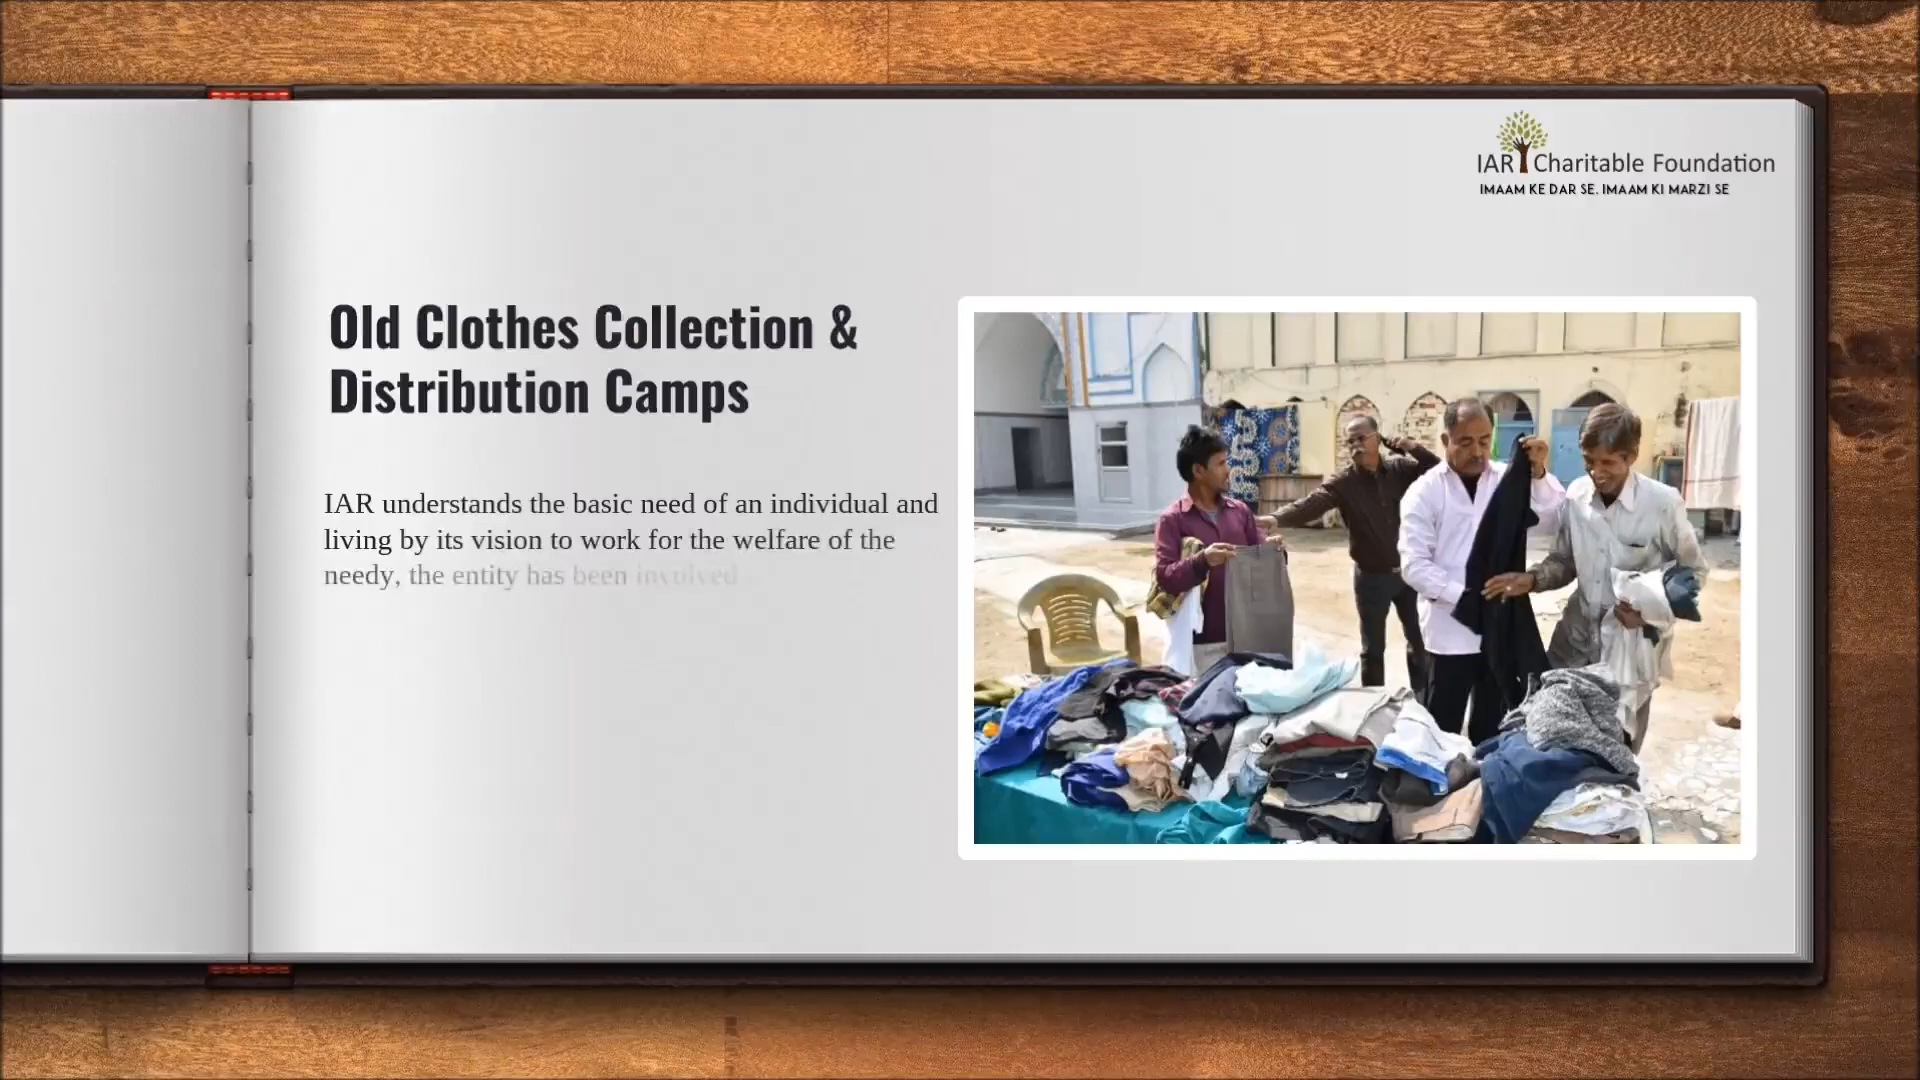 IAR Charitable Foundation
IMAAM KE DAR SE. IMAAM KI MARZI SE
Old Clothes Collection &
Distribution Camps
IAR understands the basic need of an individual and
living by its vision to work for the welfare of the
needy, the entity has been involved